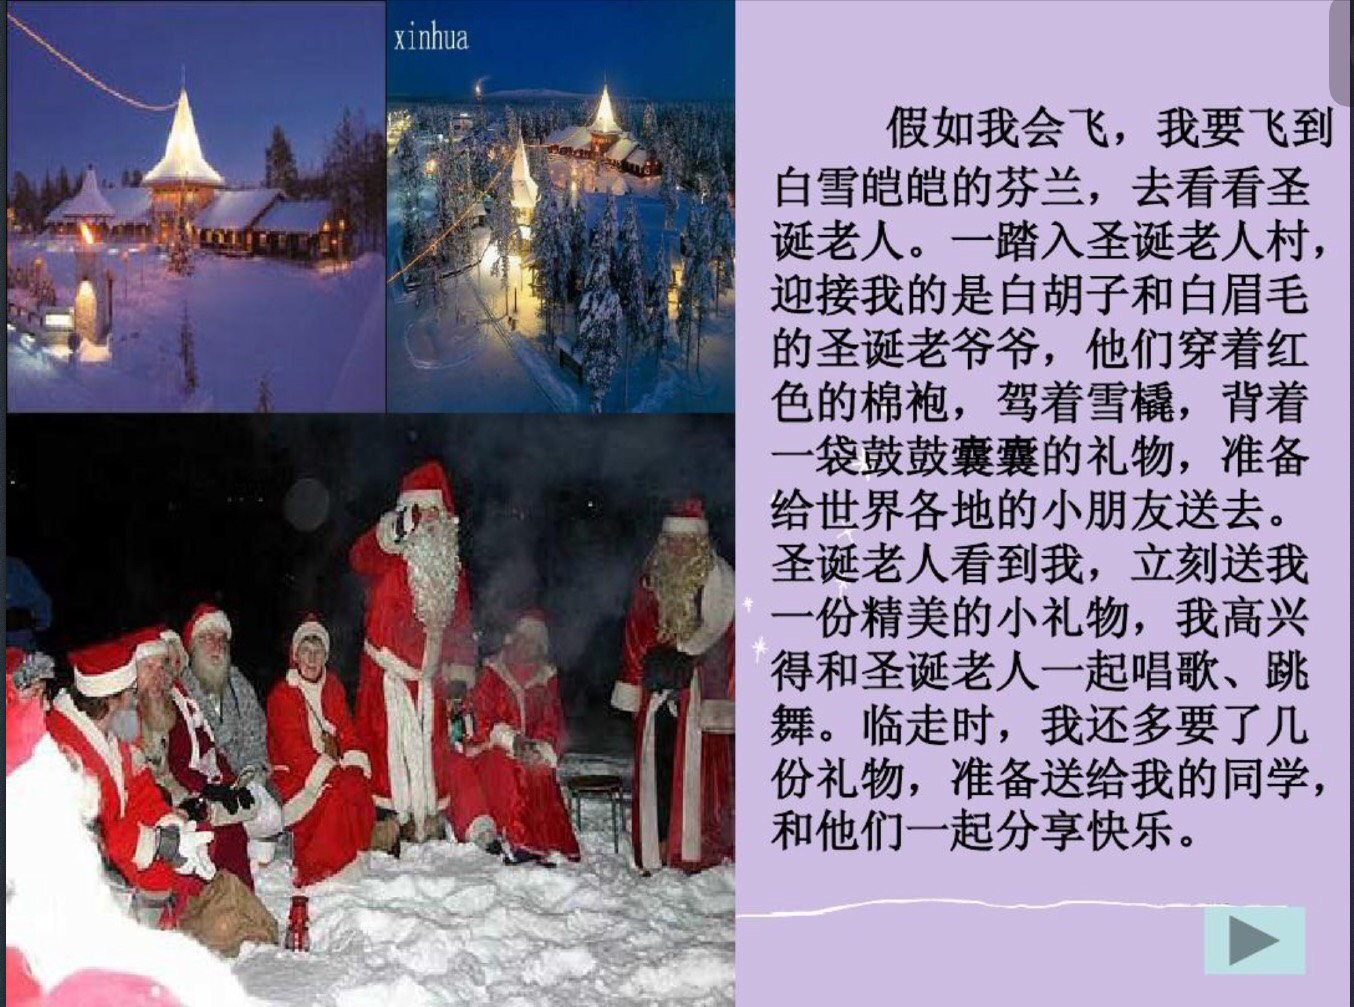 xinhua
假如我会飞，我要飞到
白雪皑皑的芬兰，去看看圣
诞老人。一踏入圣诞老人村，
迎接我的是白胡子和白眉毛
的圣诞老爷爷，他们穿着红
色的棉袍，驾着雪橇，背着
一袋鼓鼓囊囊的礼物，准备
给世界各地的小朋友送去。
圣诞老人看到我，立刻送我
一份精美的小礼物，我高兴
得和圣诞老人一起唱歌、跳
舞。临走时，我还多要了几
份礼物，准备送给我的同学，
和他们一起分享快乐。